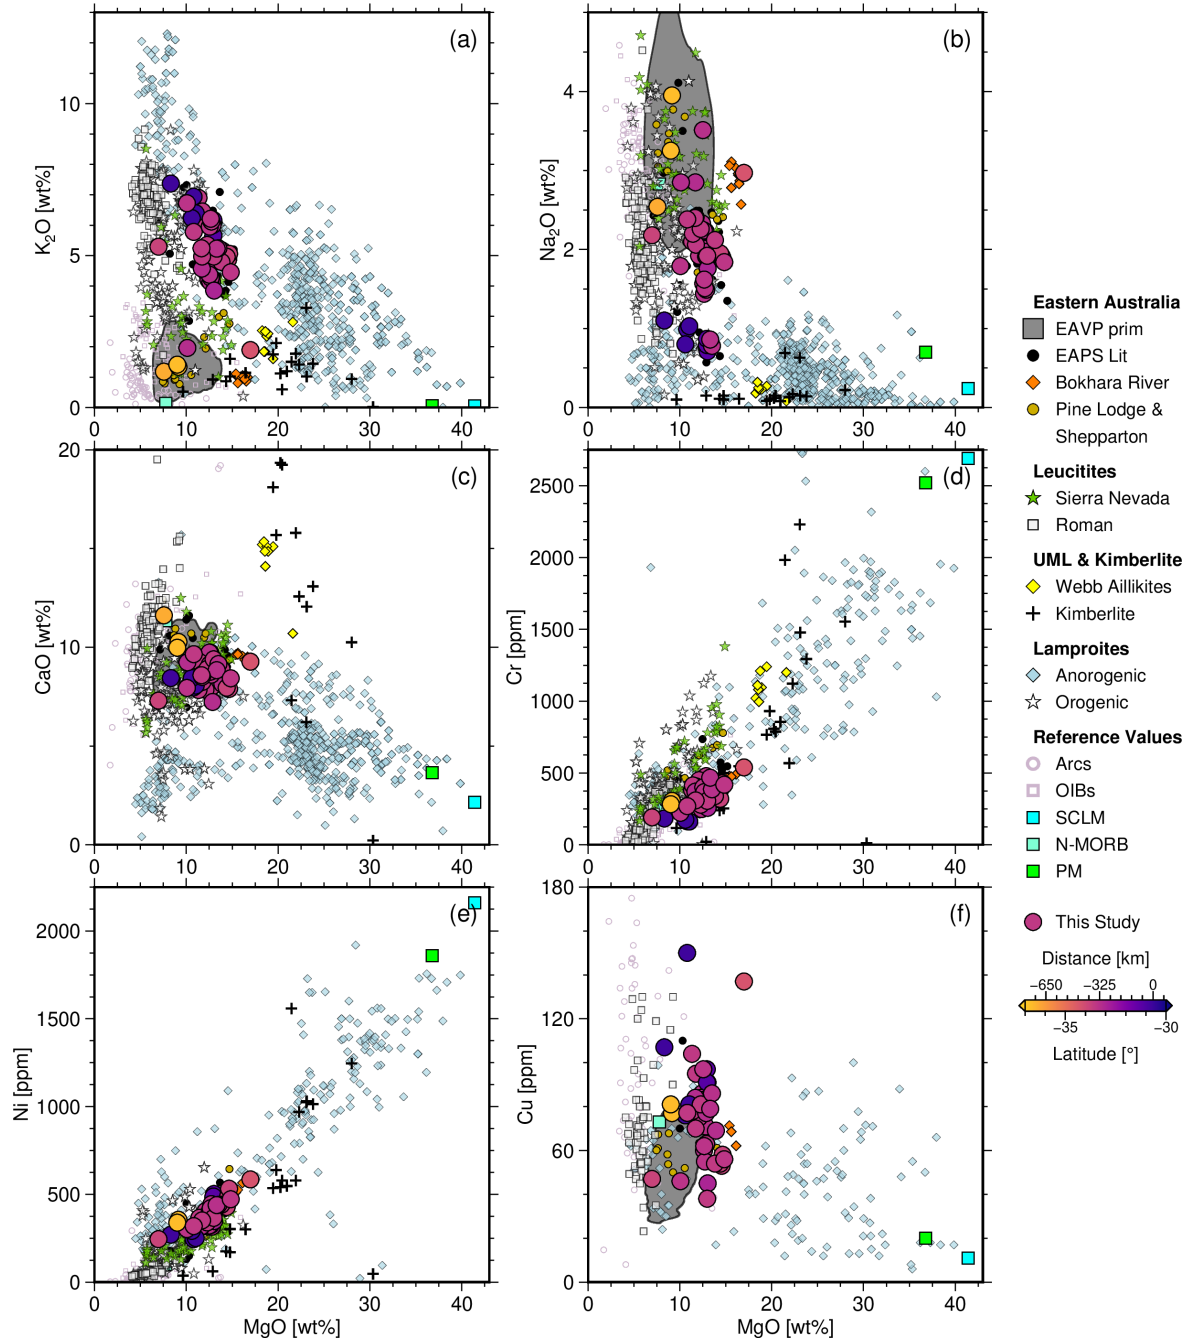 (a)
10
5
0
K2O [wt%]
0 10 20 30 40
(b)
4
2
0
Na2O [wt%]
0 10 20 30 40
(c)
20
10
0
CaO [wt%]
0 10 20 30 40
(d)
2500
2000
1500
1000
500
0
Cr [ppm]
0 10 20 30 40
(e)
2000
1500
1000
500
0
Ni [ppm]
0 10 20 30 40
MgO [wt%]
(f)
180
120
60
0
Cu [ppm]
0 10 20 30 40
MgO [wt%]
Eastern Australia
EAVP prim
EAPS Lit
Bokhara River
Pine Lodge &
Shepparton
Leucitites
Sierra Nevada
Roman
UML & Kimberlite
Webb Aillikites
Kimberlite
Lamproites
Anorogenic
Orogenic
Reference Values
Arcs
OIBs
SCLM
N-MORB
PM
This Study
Distance [km]
−650 −325 0
−35 −30
Latitude [°]